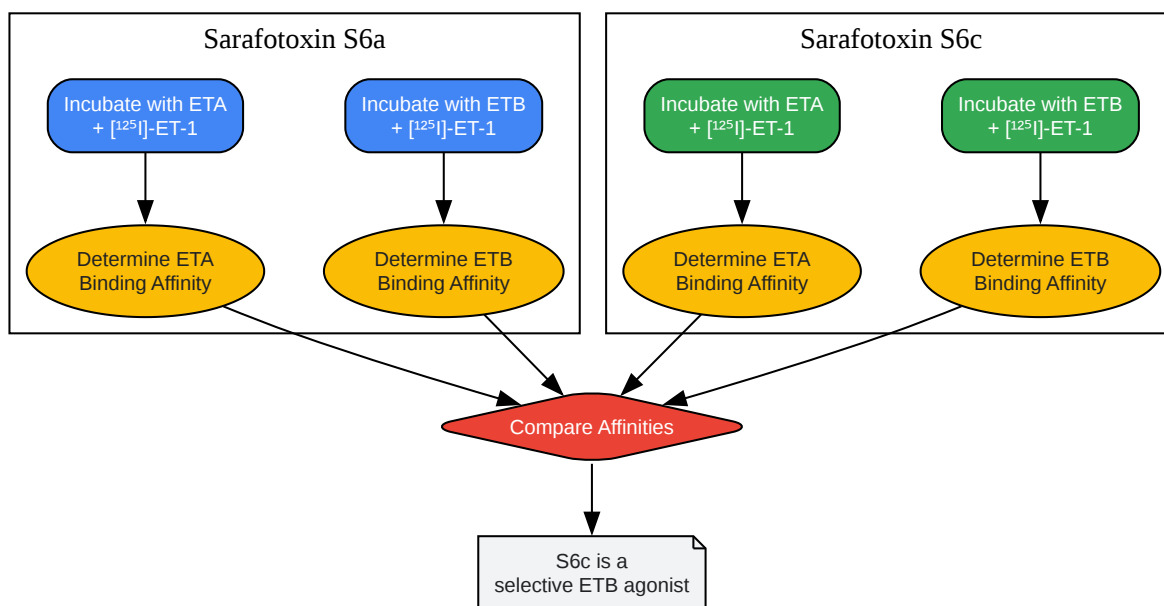 Sarafotoxin S6a
Sarafotoxin S6c
Incubate with ETA
+ [¹²⁵I]-ET-1
Incubate with ETB
+ [¹²⁵I]-ET-1
Incubate with ETA
+ [¹²⁵I]-ET-1
Incubate with ETB
+ [¹²⁵I]-ET-1
Determine ETA
Binding Affinity
Determine ETB
Binding Affinity
Determine ETA
Binding Affinity
Determine ETB
Binding Affinity
Compare Affinities
S6c is a
selective ETB agonist